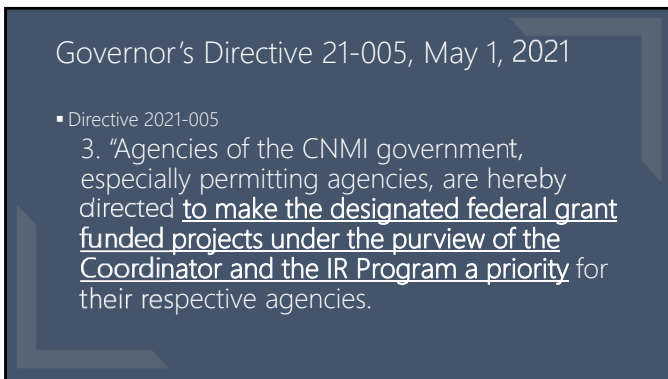 Governor's Directive 21-005, May 1, 2021
▪ Directive 2021-005
3. "Agencies of the CNMI government,
especially permitting agencies, are hereby
directed to make the designated federal grant
funded projects under the purview of the
Coordinator and the IR Program a priority for
their respective agencies.